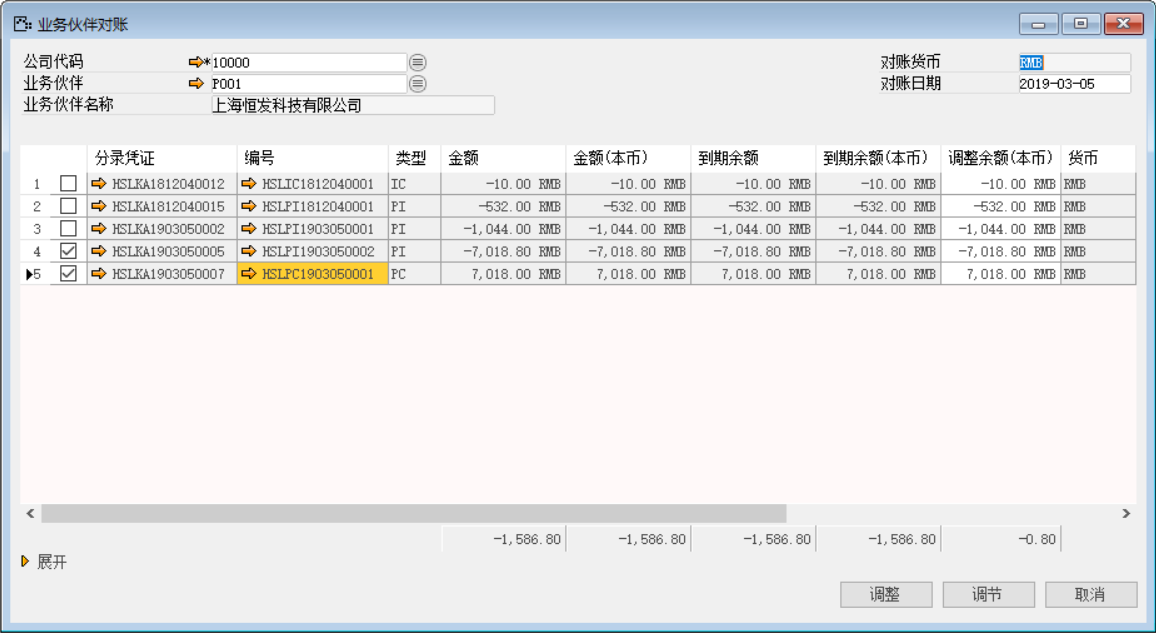 业务伙伴对账
公司代码 * 10000 对账货币 RMB
业务伙伴 P001 对账日期 2019-03-05
业务伙伴名称 上海恒发科技有限公司
分录凭证 编号 类型 金额 金额(本币) 到期余额 到期余额(本币) 调整余额(本币) 货币
1 HSLKA1812040012 HSLIC1812040001 IC -10.00 RMB -10.00 RMB -10.00 RMB -10.00 RMB -10.00 RMB RMB
2 HSLKA1812040015 HSLPI1812040001 PI -532.00 RMB -532.00 RMB -532.00 RMB -532.00 RMB -532.00 RMB RMB
3 HSLKA1903050002 HSLPI1903050001 PI -1,044.00 RMB -1,044.00 RMB -1,044.00 RMB -1,044.00 RMB -1,044.00 RMB RMB
4 HSLKA1903050005 HSLPI1903050002 PI -7,018.80 RMB -7,018.80 RMB -7,018.80 RMB -7,018.80 RMB -7,018.80 RMB RMB
5 HSLKA1903050007 HSLPC1903050001 PC 7,018.00 RMB 7,018.00 RMB 7,018.00 RMB 7,018.00 RMB 7,018.00 RMB RMB
-1,586.80 -1,586.80 -1,586.80 -1,586.80 -0.80
展开
调整 调节 取消